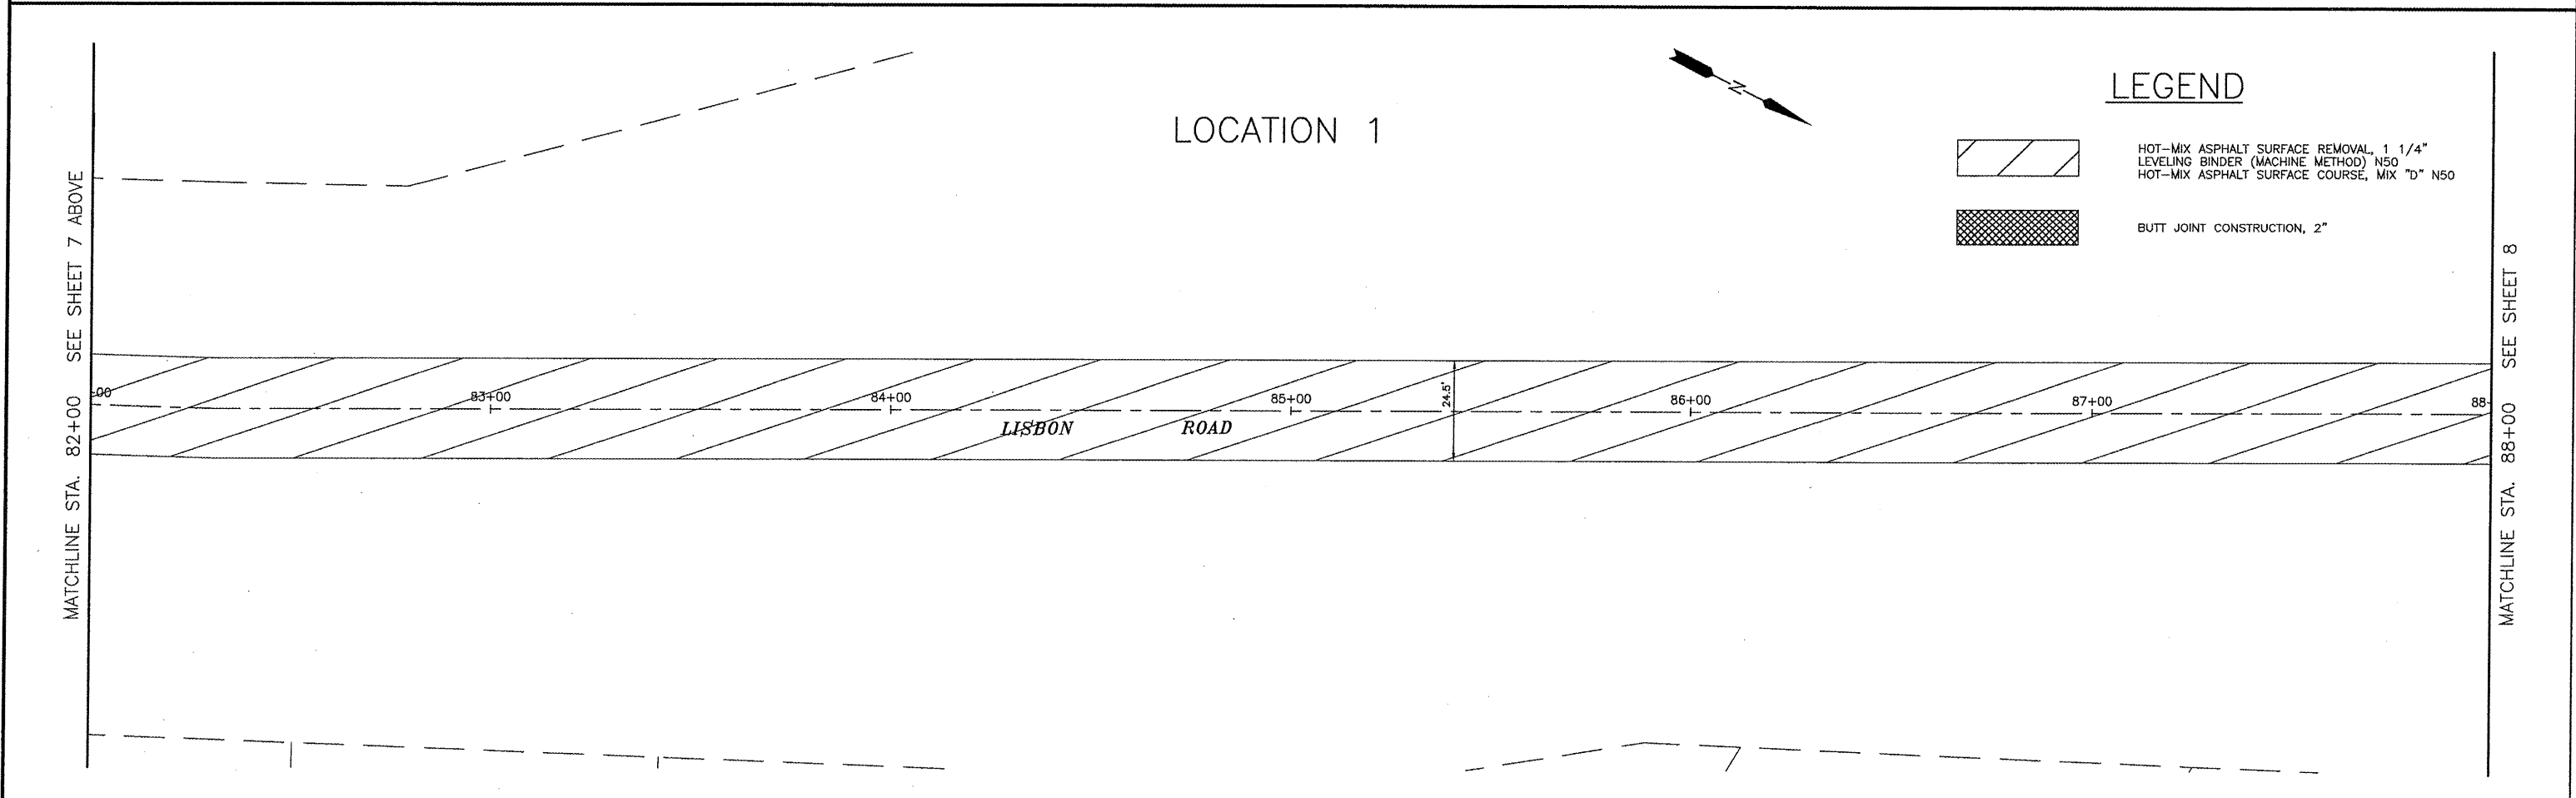 LOCATION 1
N
LEGEND
HOT-MIX ASPHALT SURFACE REMOVAL, 1 1/4"
LEVELING BINDER (MACHINE METHOD) N50
HOT-MIX ASPHALT SURFACE COURSE, MIX "D" N50
BUTT JOINT CONSTRUCTION, 2"
MATCHLINE STA. 82+00 SEE SHEET 7 ABOVE
00
83+00
84+00
85+00
24.5'
86+00
87+00
88
LISBON ROAD
MATCHLINE STA. 88+00 SEE SHEET 8